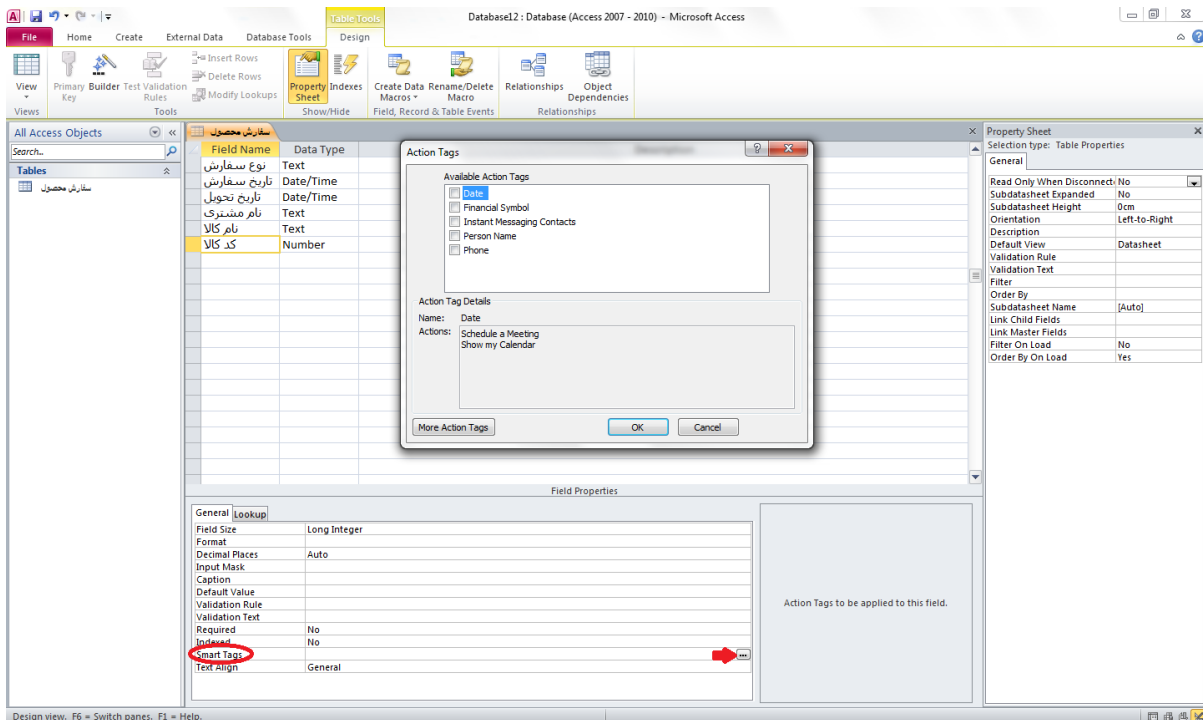 Table Tools
Database12 : Database (Access 2007 - 2010) - Microsoft Access
File Home Create External Data Database Tools Design
View Primary Key Builder Test Validation Rules Insert Rows Delete Rows Modify Lookups Property Sheet Indexes Create Data Macros Rename/Delete Macro Relationships Object Dependencies
Views Tools Show/Hide Field, Record & Table Events Relationships
All Access Objects
Search...
Tables
سفارش محصول
سفارش محصول
Field Name Data Type Description
نوع سفارش Text
تاریخ سفارش Date/Time
تاریخ تحویل Date/Time
نام مشتری Text
نام کالا Text
کد کالا Number
Action Tags
Available Action Tags
Date
Financial Symbol
Instant Messaging Contacts
Person Name
Phone
Action Tag Details
Name: Date
Actions: Schedule a Meeting
Show my Calendar
More Action Tags OK Cancel
Field Properties
General Lookup
Field Size Long Integer
Format
Decimal Places Auto
Input Mask
Caption
Default Value
Validation Rule
Validation Text
Required No
Indexed No
Smart Tags
Text Align General
Action Tags to be applied to this field.
Property Sheet
Selection type: Table Properties
General
Read Only When Disconnect No
Subdatasheet Expanded No
Subdatasheet Height 0cm
Orientation Left-to-Right
Description
Default View Datasheet
Validation Rule
Validation Text
Filter
Order By
Subdatasheet Name [Auto]
Link Child Fields
Link Master Fields
Filter On Load No
Order By On Load Yes
Design view. F6 = Switch panes. F1 = Help.